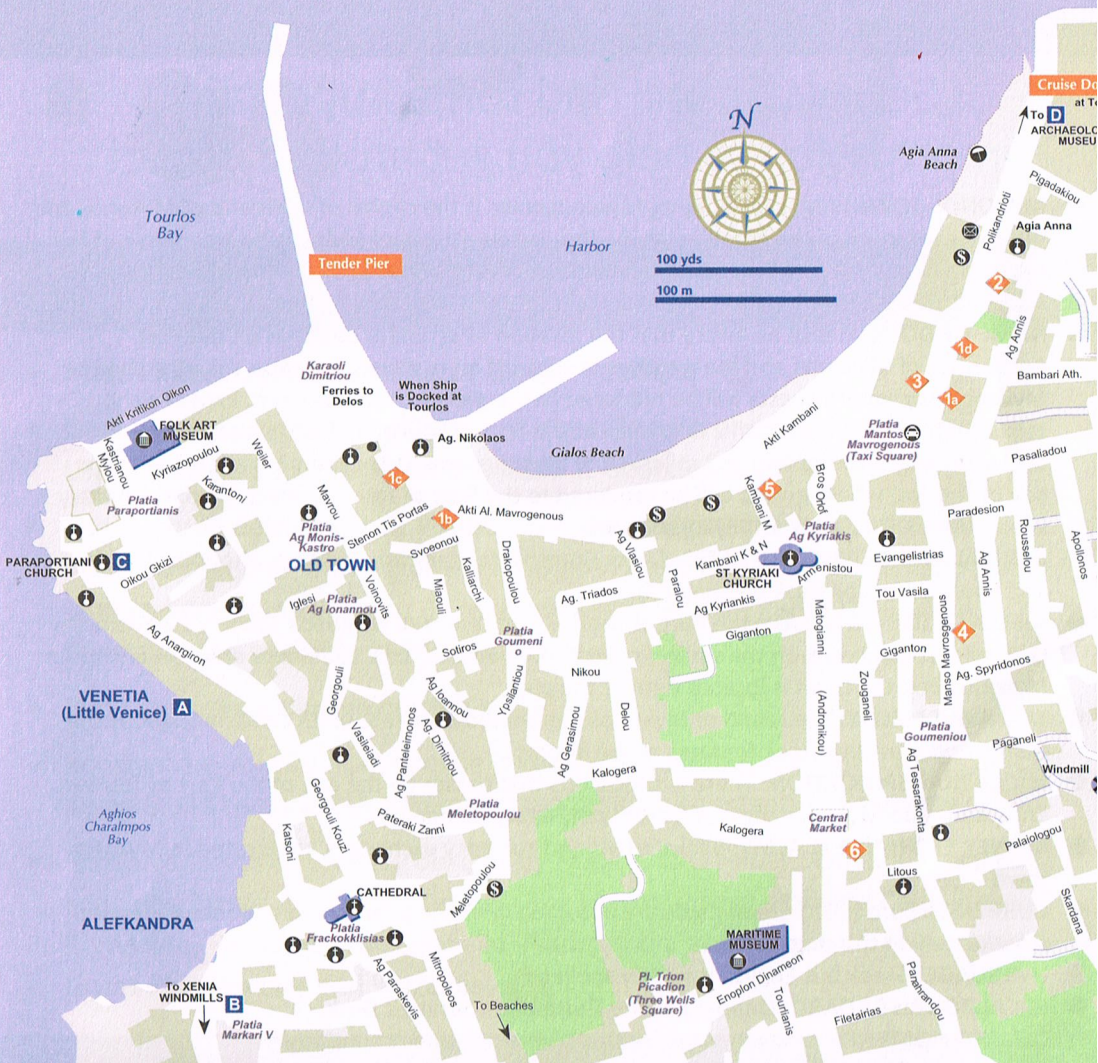 N
Cruise Do
at T
To D
ARCHAEOLO
MUSEU
Agia Anna
Beach
Pigadakiou
Polikandrioti
Agia Anna
Tourlos
Bay
Harbor
100 yds
100 m
Tender Pier
$
2
1d
Ag Annis
3
1a
Bambari Ath.
Karaoli
Dimitriou
Ferries to
Delos
When Ship
is Docked at
Tourlos
Akti Kritikon Oikon
FOLK ART
MUSEUM
Ag. Nikolaos
Gialos Beach
Akti Kambani
Platia
Mantos
Mavrogenous
(Taxi Square)
Pasaliadou
Kastrianou
Mylou
Kyriazopoulou
Weiler
Karantoni
Platia
Paraportianis
Mavrou
1c
1b
Akti Al. Mavrogenous
Stenon Tis Portas
Platia
Ag Monis-
Kastro
$
$
Kambani M
5
Bros Orlof
Platia
Ag Kyriakis
Paradesion
Rousselou
Apollonos
PARAPORTIANI
CHURCH
C
Oikou Gkizi
OLD TOWN
Svoeonou
Drakopoulou
Ag Vlasiou
Kambani K & N
ST KYRIAKI
CHURCH
Armenistou
Evangelistrias
Ag Annis
Iglesi
Platia
Ag Ionannou
Voinovits
Miaouli
Kalliarchi
Ag. Triados
Paralou
Ag Kyriankis
Tou Vasila
Ag Anargiron
Platia
Goumeni
o
Sotiros
Giganton
Matogianni
Giganton
Manso Mavrosgenous
4
Ag. Spyridonos
VENETIA
(Little Venice)
A
Georgouli
Ag Ioannou
Ypsilantiou
Nikou
Delou
(Andronikou)
Zouganeli
Vasileiadi
Ag Panteleimonos
Ag. Dimitriou
Ag Gerasimou
Platia
Goumeniou
Paganeli
Kalogera
Windmill
Aghios
Charalmpos
Bay
Katsoni
Georgouli Kouzi
Pateraki Zanni
Platia
Meletopoulou
Kalogera
Central
Market
Ag Tessarakonta
Palaiologou
6
Litous
CATHEDRAL
Meletopoulou
$
ALEFKANDRA
Platia
Frackokklisias
Skardana
MARITIME
MUSEUM
Enoplon Dinameon
Pl. Trion
Picadion
(Three Wells
Square)
To XENIA
WINDMILLS
B
Platia
Markari V
Ag Paraskevis
Mitropoleos
To Beaches
Tourlianis
Filetairias